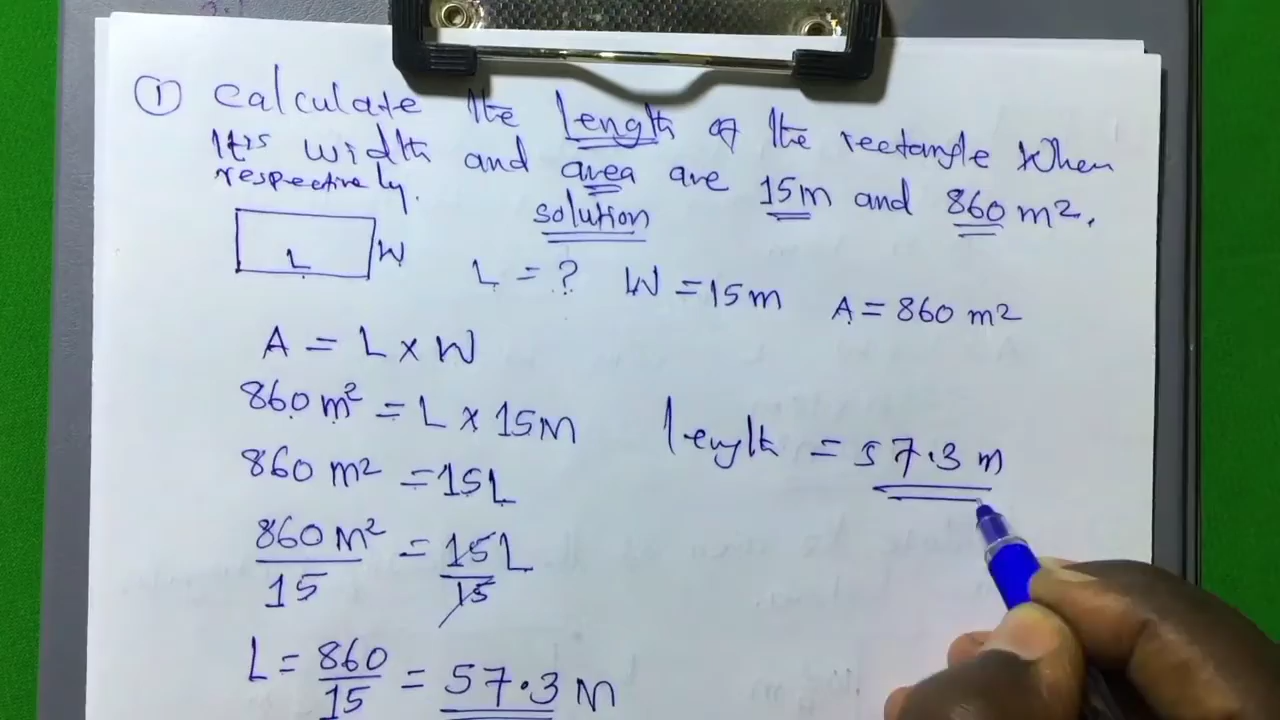 ① Calculate the length of the rectangle when
Its width and area are 15m and 860 m².
respectively.
solution
L
W
L = ? W = 15m A = 860 m²
A = L x W
860 m² = L x 15m
860 m² = 15L
860 m² = 15L
15 15
L = 860 = 57.3 m
15
length = 57.3 m